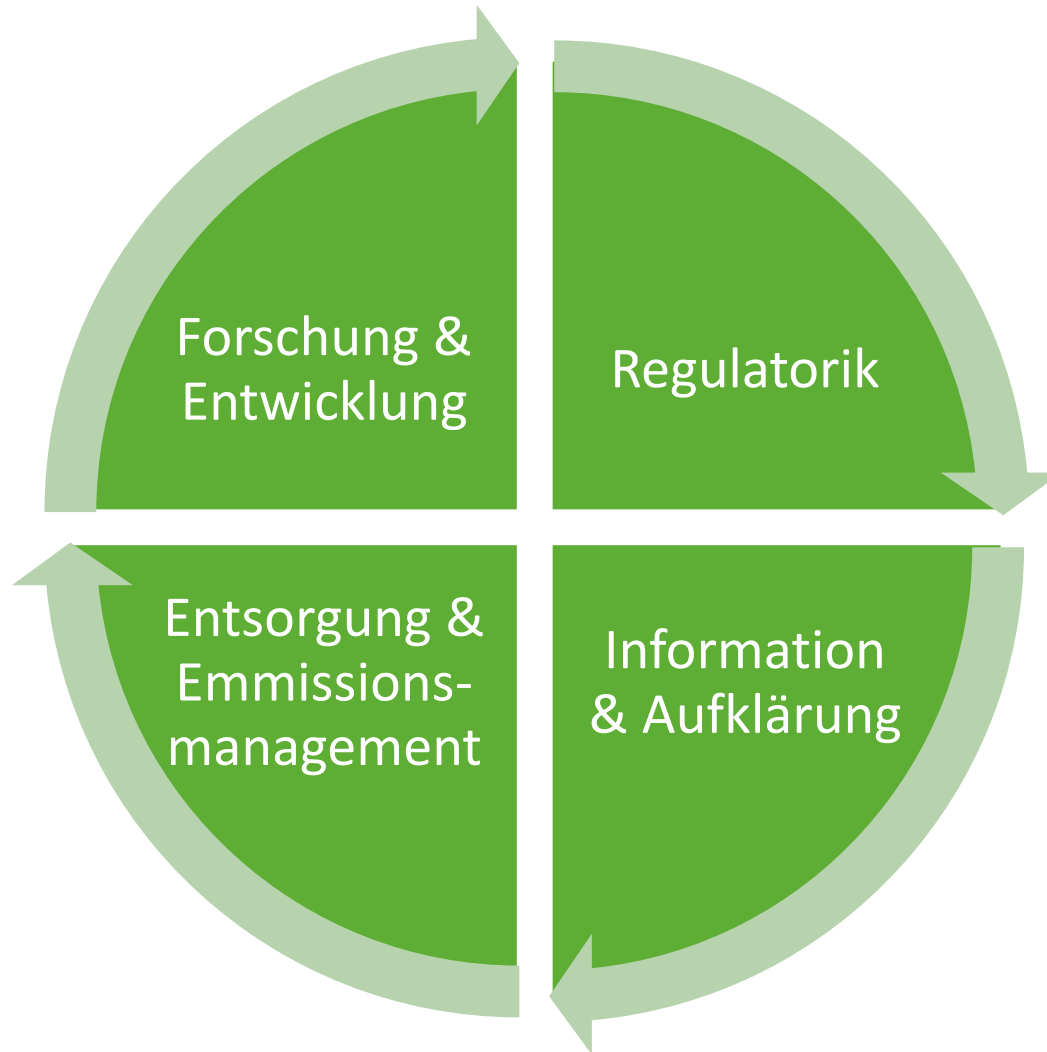 Forschung &
Entwicklung
Regulatorik
Entsorgung &
Emmissions-
management
Information
& Aufklärung